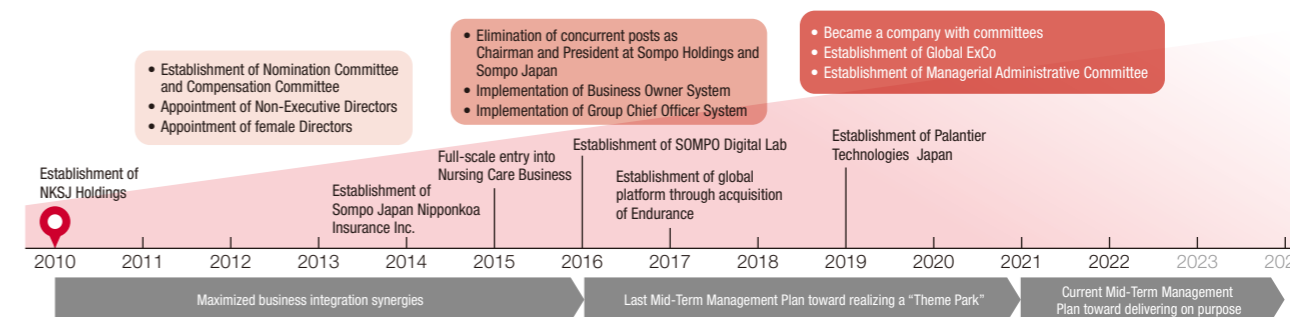 • Establishment of Nomination Committee
and Compensation Committee
• Appointment of Non-Executive Directors
• Appointment of female Directors
• Elimination of concurrent posts as
Chairman and President at Sompo Holdings and
Sompo Japan
• Implementation of Business Owner System
• Implementation of Group Chief Officer System
• Became a company with committees
• Establishment of Global ExCo
• Establishment of Managerial Administrative Committee
Establishment of
NKSJ Holdings
Establishment of
Sompo Japan Nipponkoa
Insurance Inc.
Full-scale entry into
Nursing Care Business
Establishment of SOMPO Digital Lab
Establishment of global
platform through acquisition
of Endurance
Establishment of Palantier
Technologies Japan
2010 2011 2012 2013 2014 2015 2016 2017 2018 2019 2020 2021 2022 2023
Maximized business integration synergies
Last Mid-Term Management Plan toward realizing a “Theme Park”
Current Mid-Term Management
Plan toward delivering on purpose